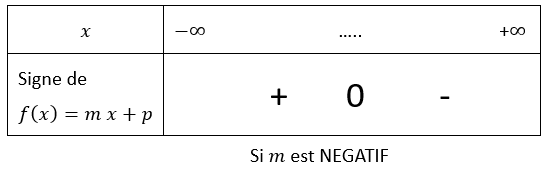 x −∞ ..... +∞
Signe de
f(x) = m x + p
+ 0 -
Si m est NEGATIF